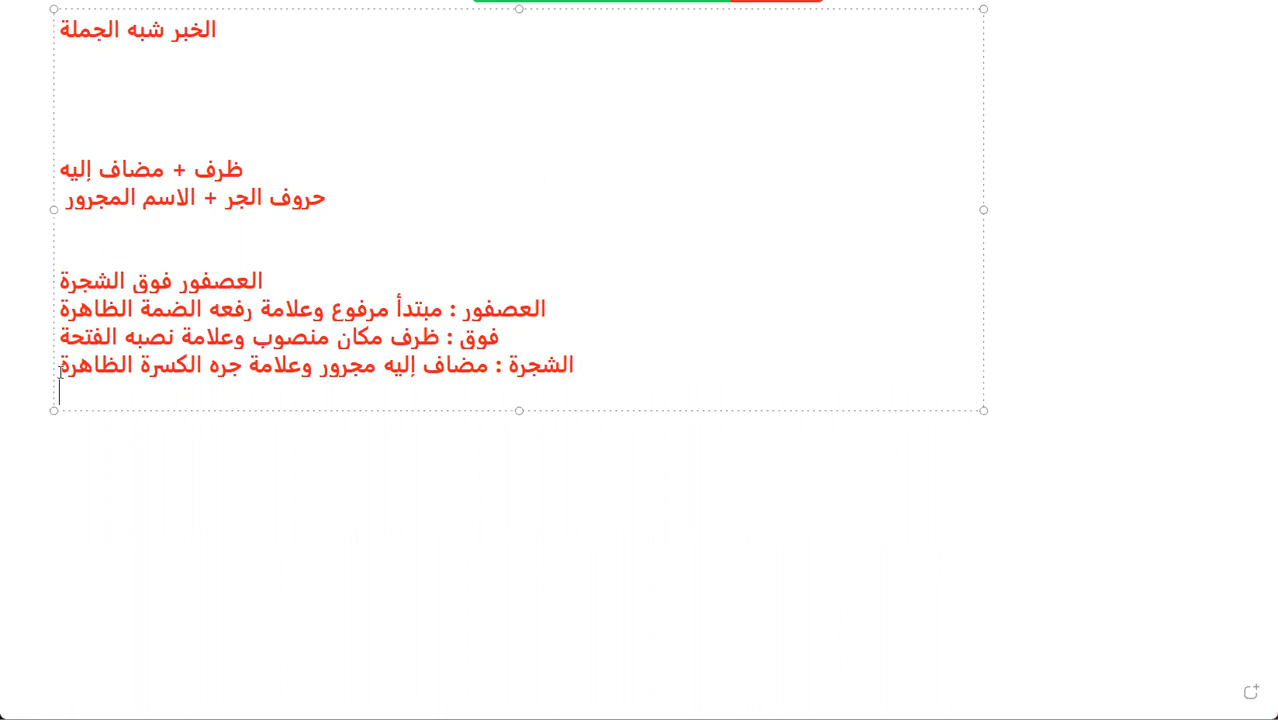 الخبر شبه الجملة
ظرف + مضاف إليه
حروف الجر + الاسم المجرور
العصفور فوق الشجرة
العصفور : مبتدأ مرفوع وعلامة رفعه الضمة الظاهرة
فوق : ظرف مكان منصوب وعلامة نصبه الفتحة
الشجرة : مضاف إليه مجرور وعلامة جره الكسرة الظاهرة